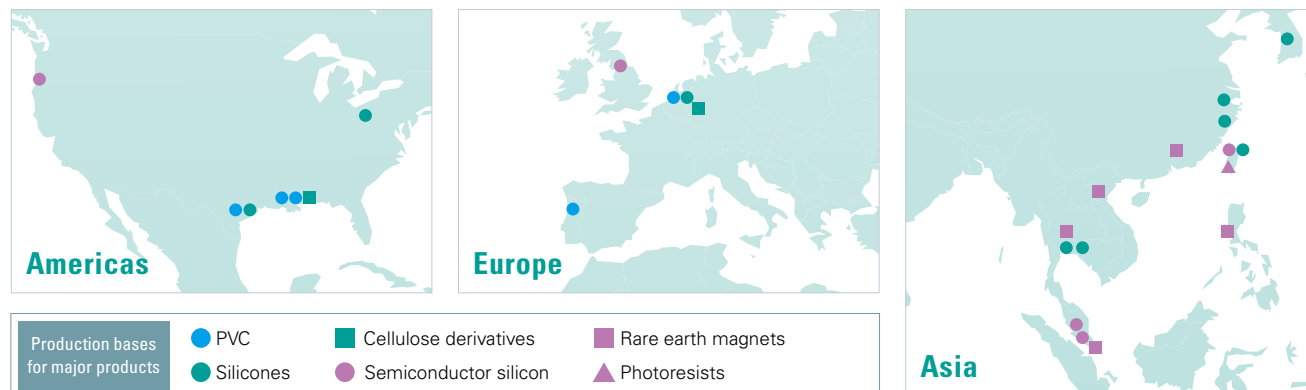 Americas
Europe
Asia
Production bases
for major products
PVC
Cellulose derivatives
Rare earth magnets
Silicones
Semiconductor silicon
Photoresists